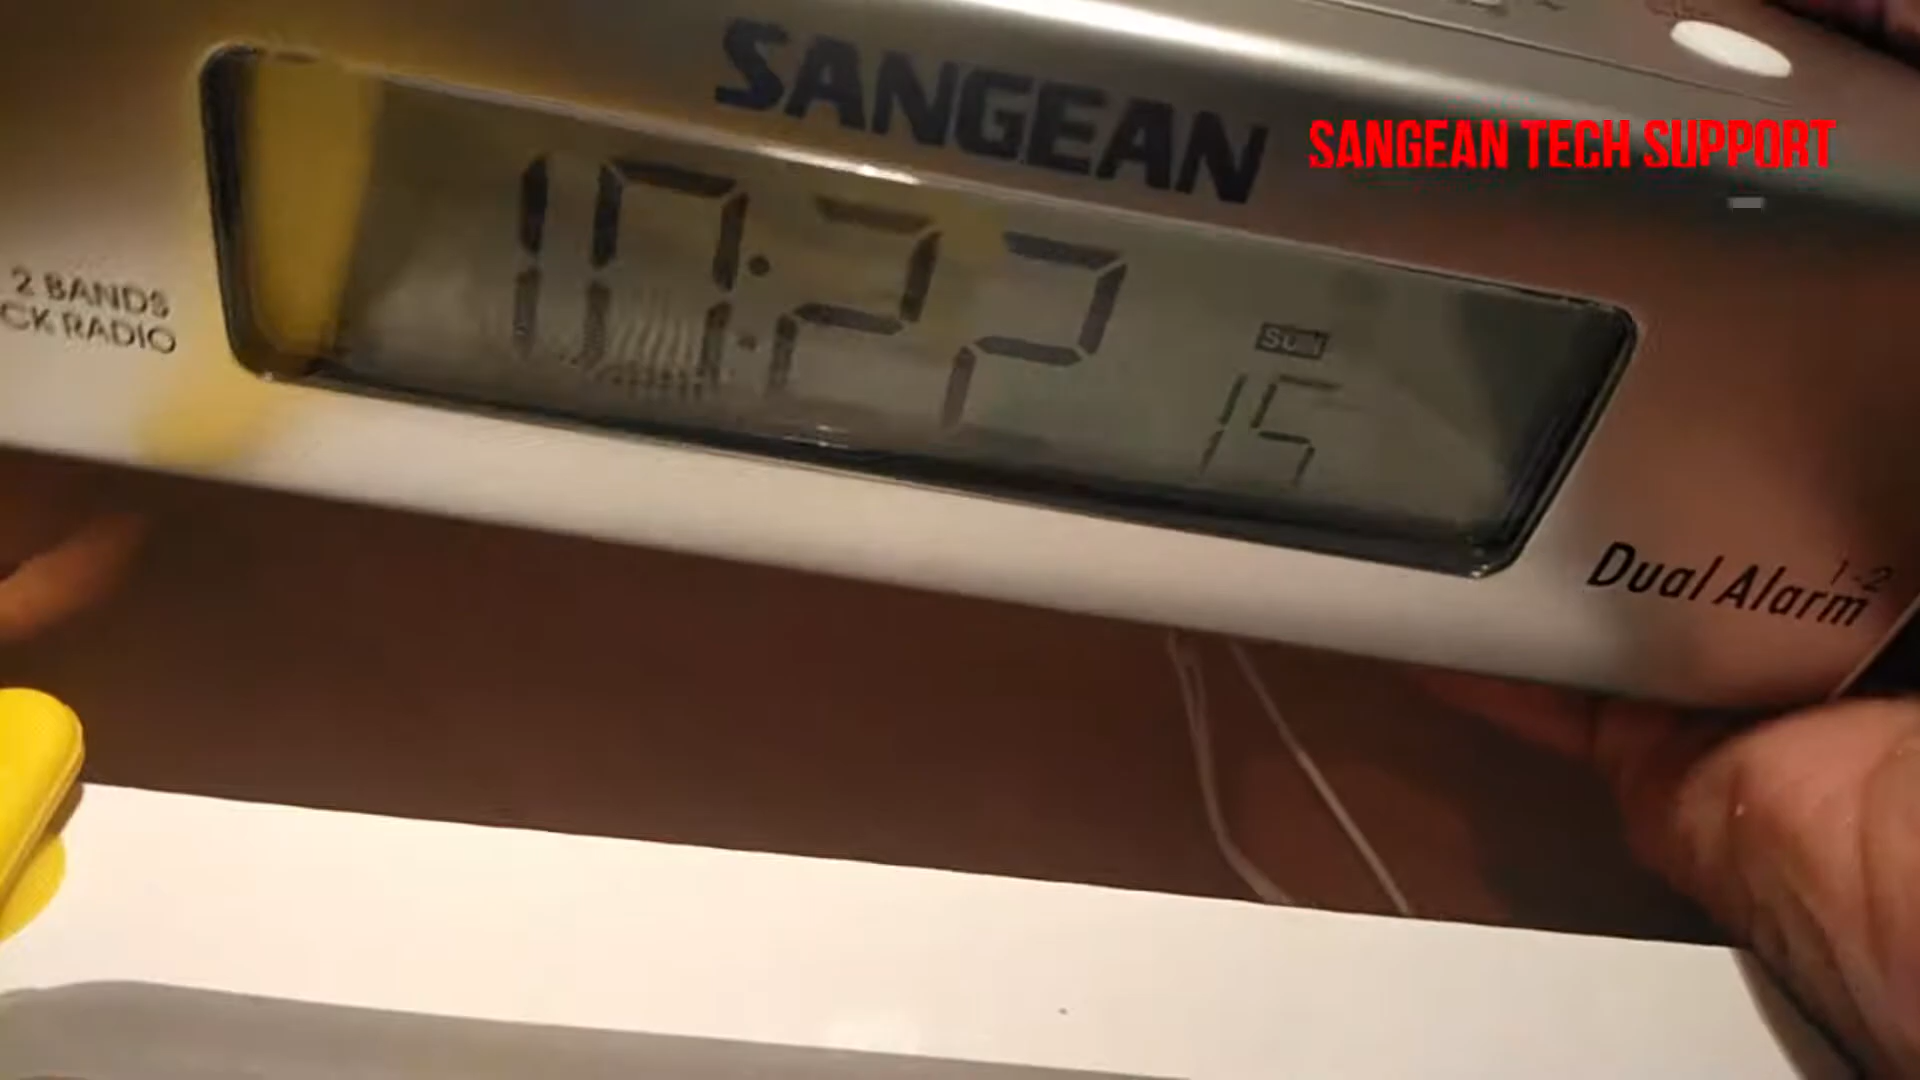 SANGEAN
SANGEAN TECH SUPPORT
10:22
SUN
15
2 BANDS
CK RADIO
Dual Alarm 1-2